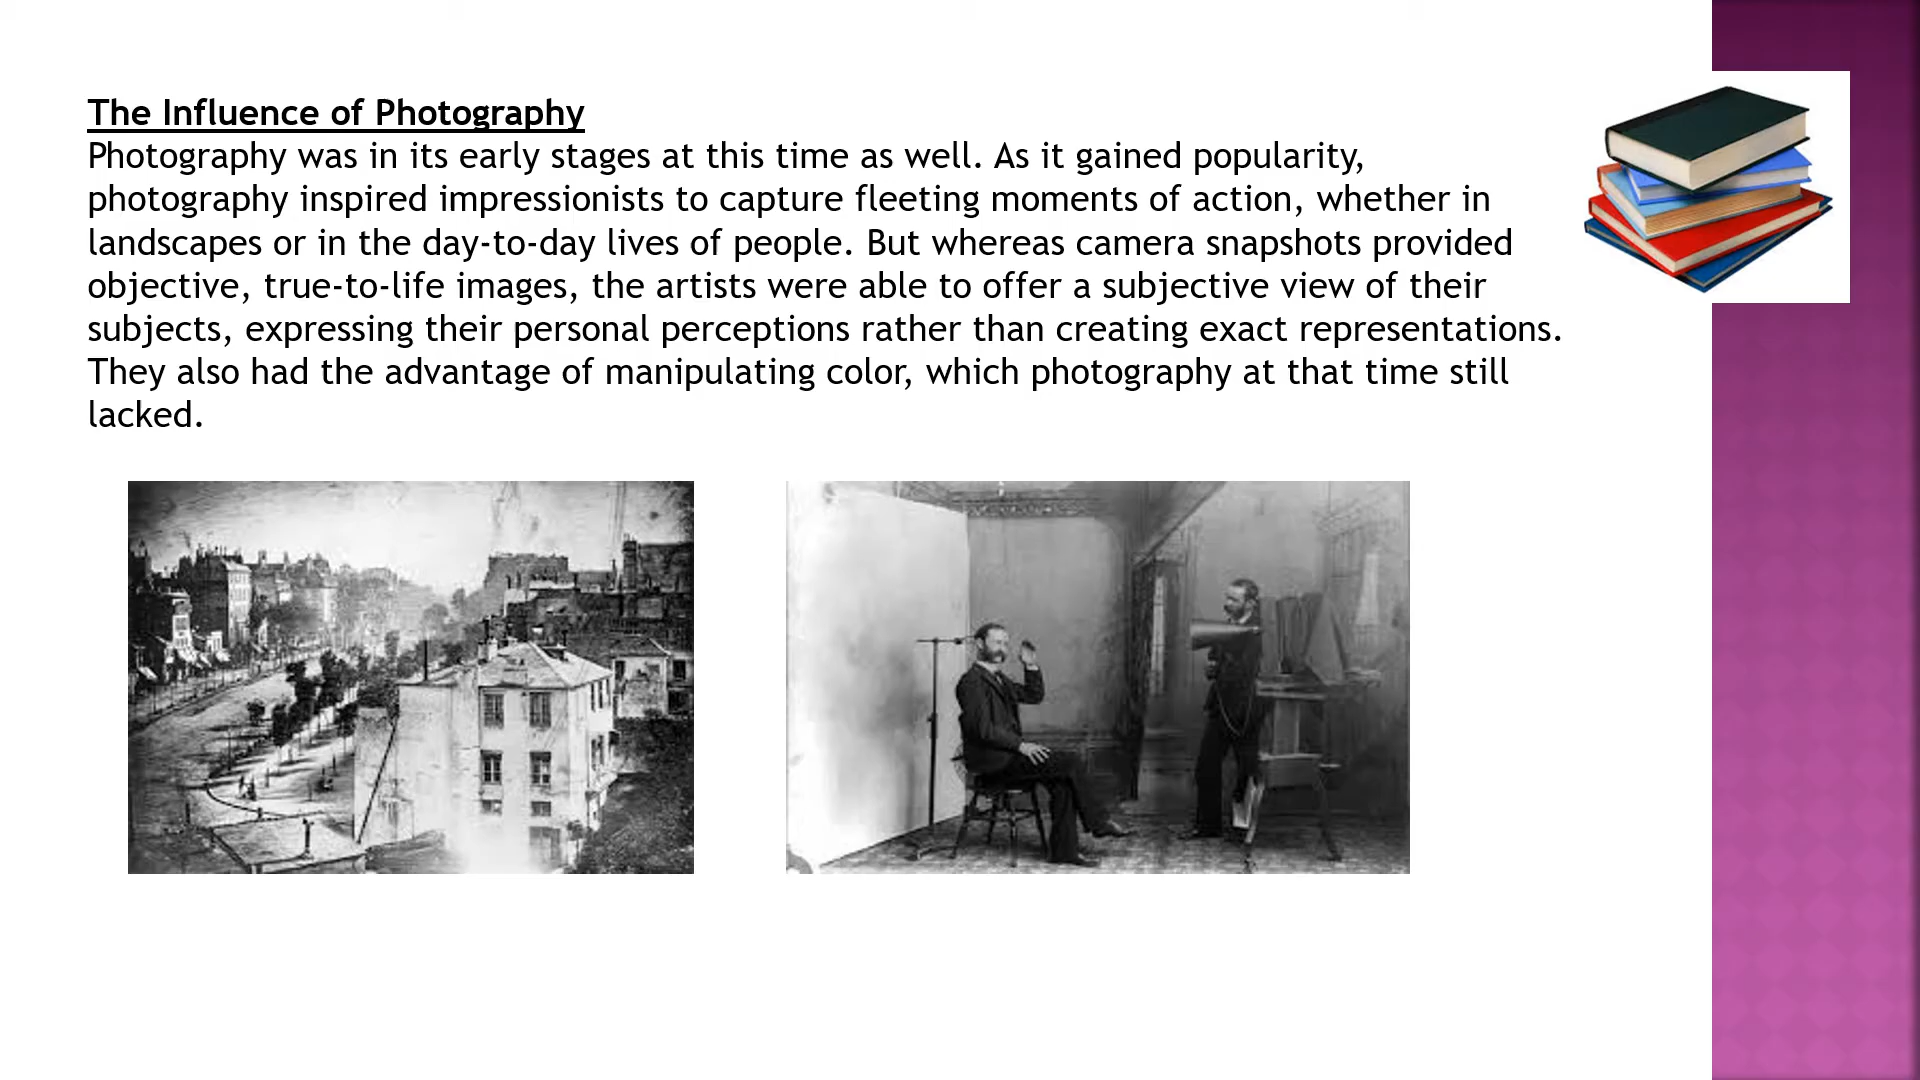 The Influence of Photography
Photography was in its early stages at this time as well. As it gained popularity,
photography inspired impressionists to capture fleeting moments of action, whether in
landscapes or in the day-to-day lives of people. But whereas camera snapshots provided
objective, true-to-life images, the artists were able to offer a subjective view of their
subjects, expressing their personal perceptions rather than creating exact representations.
They also had the advantage of manipulating color, which photography at that time still
lacked.